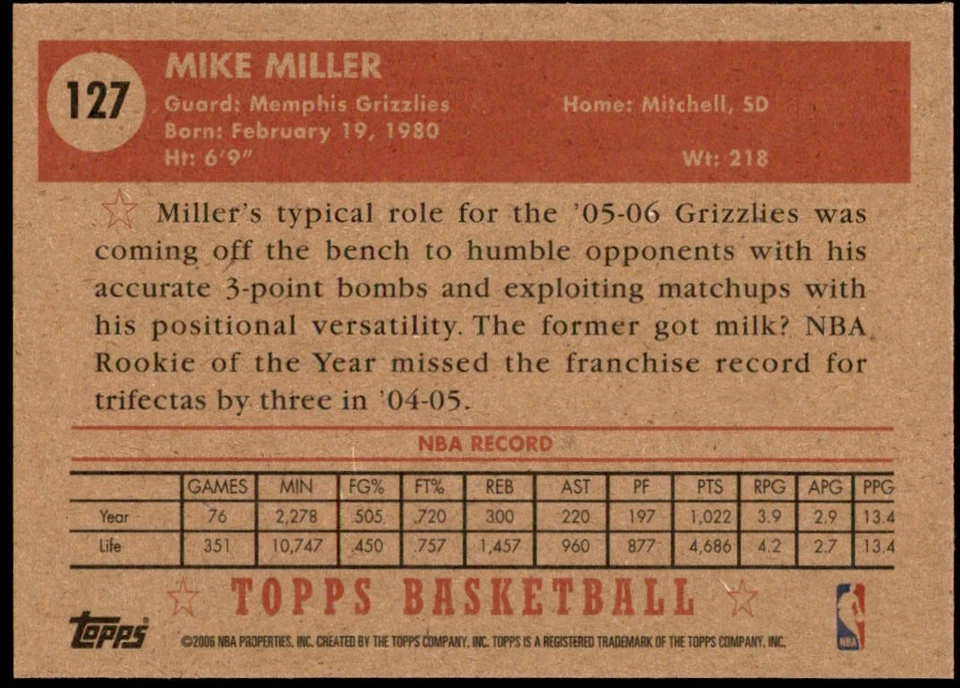 127
MIKE MILLER
Guard: Memphis Grizzlies Home: Mitchell, SD
Born: February 19, 1980
Ht: 6'9" Wt: 218
Miller's typical role for the '05-06 Grizzlies was
coming off the bench to humble opponents with his
accurate 3-point bombs and exploiting matchups with
his positional versatility. The former got milk? NBA
Rookie of the Year missed the franchise record for
trifectas by three in '04-05.
NBA RECORD
GAMES MIN FG% FT% REB AST PF PTS RPG APG PPG
Year 76 2,278 .505 .720 300 220 197 1,022 3.9 2.9 13.4
Life 351 10,747 .450 .757 1,457 960 877 4,686 4.2 2.7 13.4
TOPPS BASKETBALL
topps
©2006 NBA PROPERTIES, INC. CREATED BY THE TOPPS COMPANY, INC. TOPPS IS A REGISTERED TRADEMARK OF THE TOPPS COMPANY, INC.
NBA